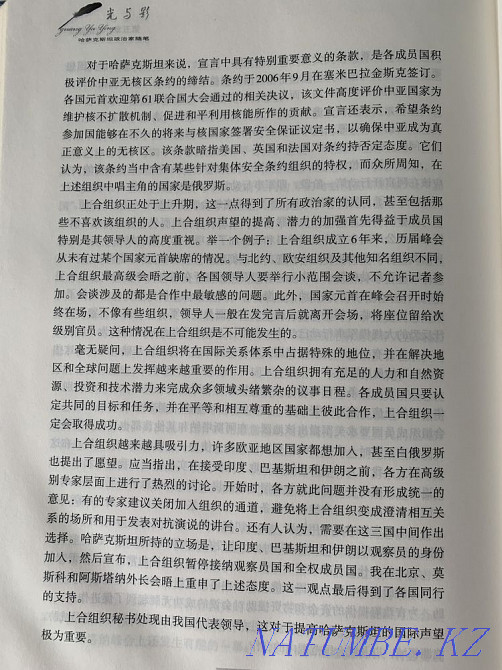 光与影
Guang Yu Ying
哈萨克斯坦政治家随笔
对于哈萨克斯坦来说，宣言中具有特别重要意义的条款，是各成员国积
极评价中亚无核区条约的缔结。条约于2006年9月在塞米巴拉金斯克签订。
各国元首欢迎第61联合国大会通过的相关决议，该文件高度评价中亚国家为
维护核不扩散机制、促进和平利用核能所作的贡献。宣言还表示，希望条约
参加国能够在不久的将来与核国家签署安全保证议定书，以确保中亚成为真
正意义上的无核区。该条款暗指美国、英国和法国对条约持否定态度。它们
认为，该条约当中含有某些针对集体安全条约组织的特权，而众所周知，在
上述组织中唱主角的国家是俄罗斯。
上合组织正处于上升期，这一点得到了所有政治家的认同，甚至包括那
些不喜欢该组织的人。上合组织声望的提高、潜力的加强首先得益于成员国
特别是其领导人的高度重视。举一个例子：上合组织成立6年来，历届峰会
从未有过某个国家元首缺席的情况。与北约、欧安组织及其他知名组织不同，
上合组织最高级会晤之前，各国领导人要举行小范围会谈，不允许记者参
加。会谈涉及的都是合作中最敏感的问题。此外，国家元首在峰会召开时始
终在场，不像有些组织，领导人一般在发完言后就离开会场，将座位留给次
级别官员。这种情况在上合组织是不可能发生的。
毫无疑问，上合组织将在国际关系体系中占据特殊的地位，并在解决地
区和全球问题上发挥越来越重要的作用。上合组织拥有充足的人力和自然资
源、投资和技术潜力来完成众多领域头绪繁杂的议事日程。各成员国只要认
定共同的目标和任务，并在平等和相互尊重的基础上彼此合作，上合组织一
定会取得成功。
上合组织越来越具吸引力，许多欧亚地区国家都想加入，甚至白俄罗斯
也提出了愿望。应当指出，在接受印度、巴基斯坦和伊朗之前，各方在高级
别专家层面上进行了热烈的讨论。开始时，各方就此问题并没有形成统一的
意见：有的专家建议关闭加入组织的通道，避免将上合组织变成澄清相互关
系的场所和用于发表对抗演说的讲台。还有人认为，需要在这三国中间作出
选择。哈萨克斯坦所持的立场是，让印度、巴基斯坦和伊朗以观察员的身份
加入，然后宣布，上合组织暂停接纳观察员国和全权成员国。我在北京、莫
斯科和阿斯塔纳外长会晤上重申了上述态度。这一观点最后得到了各国同行
的支持。
上合组织秘书处现由我国代表领导，这对于提高哈萨克斯坦的国际声望
极为重要。
NAIUMBE.KZ